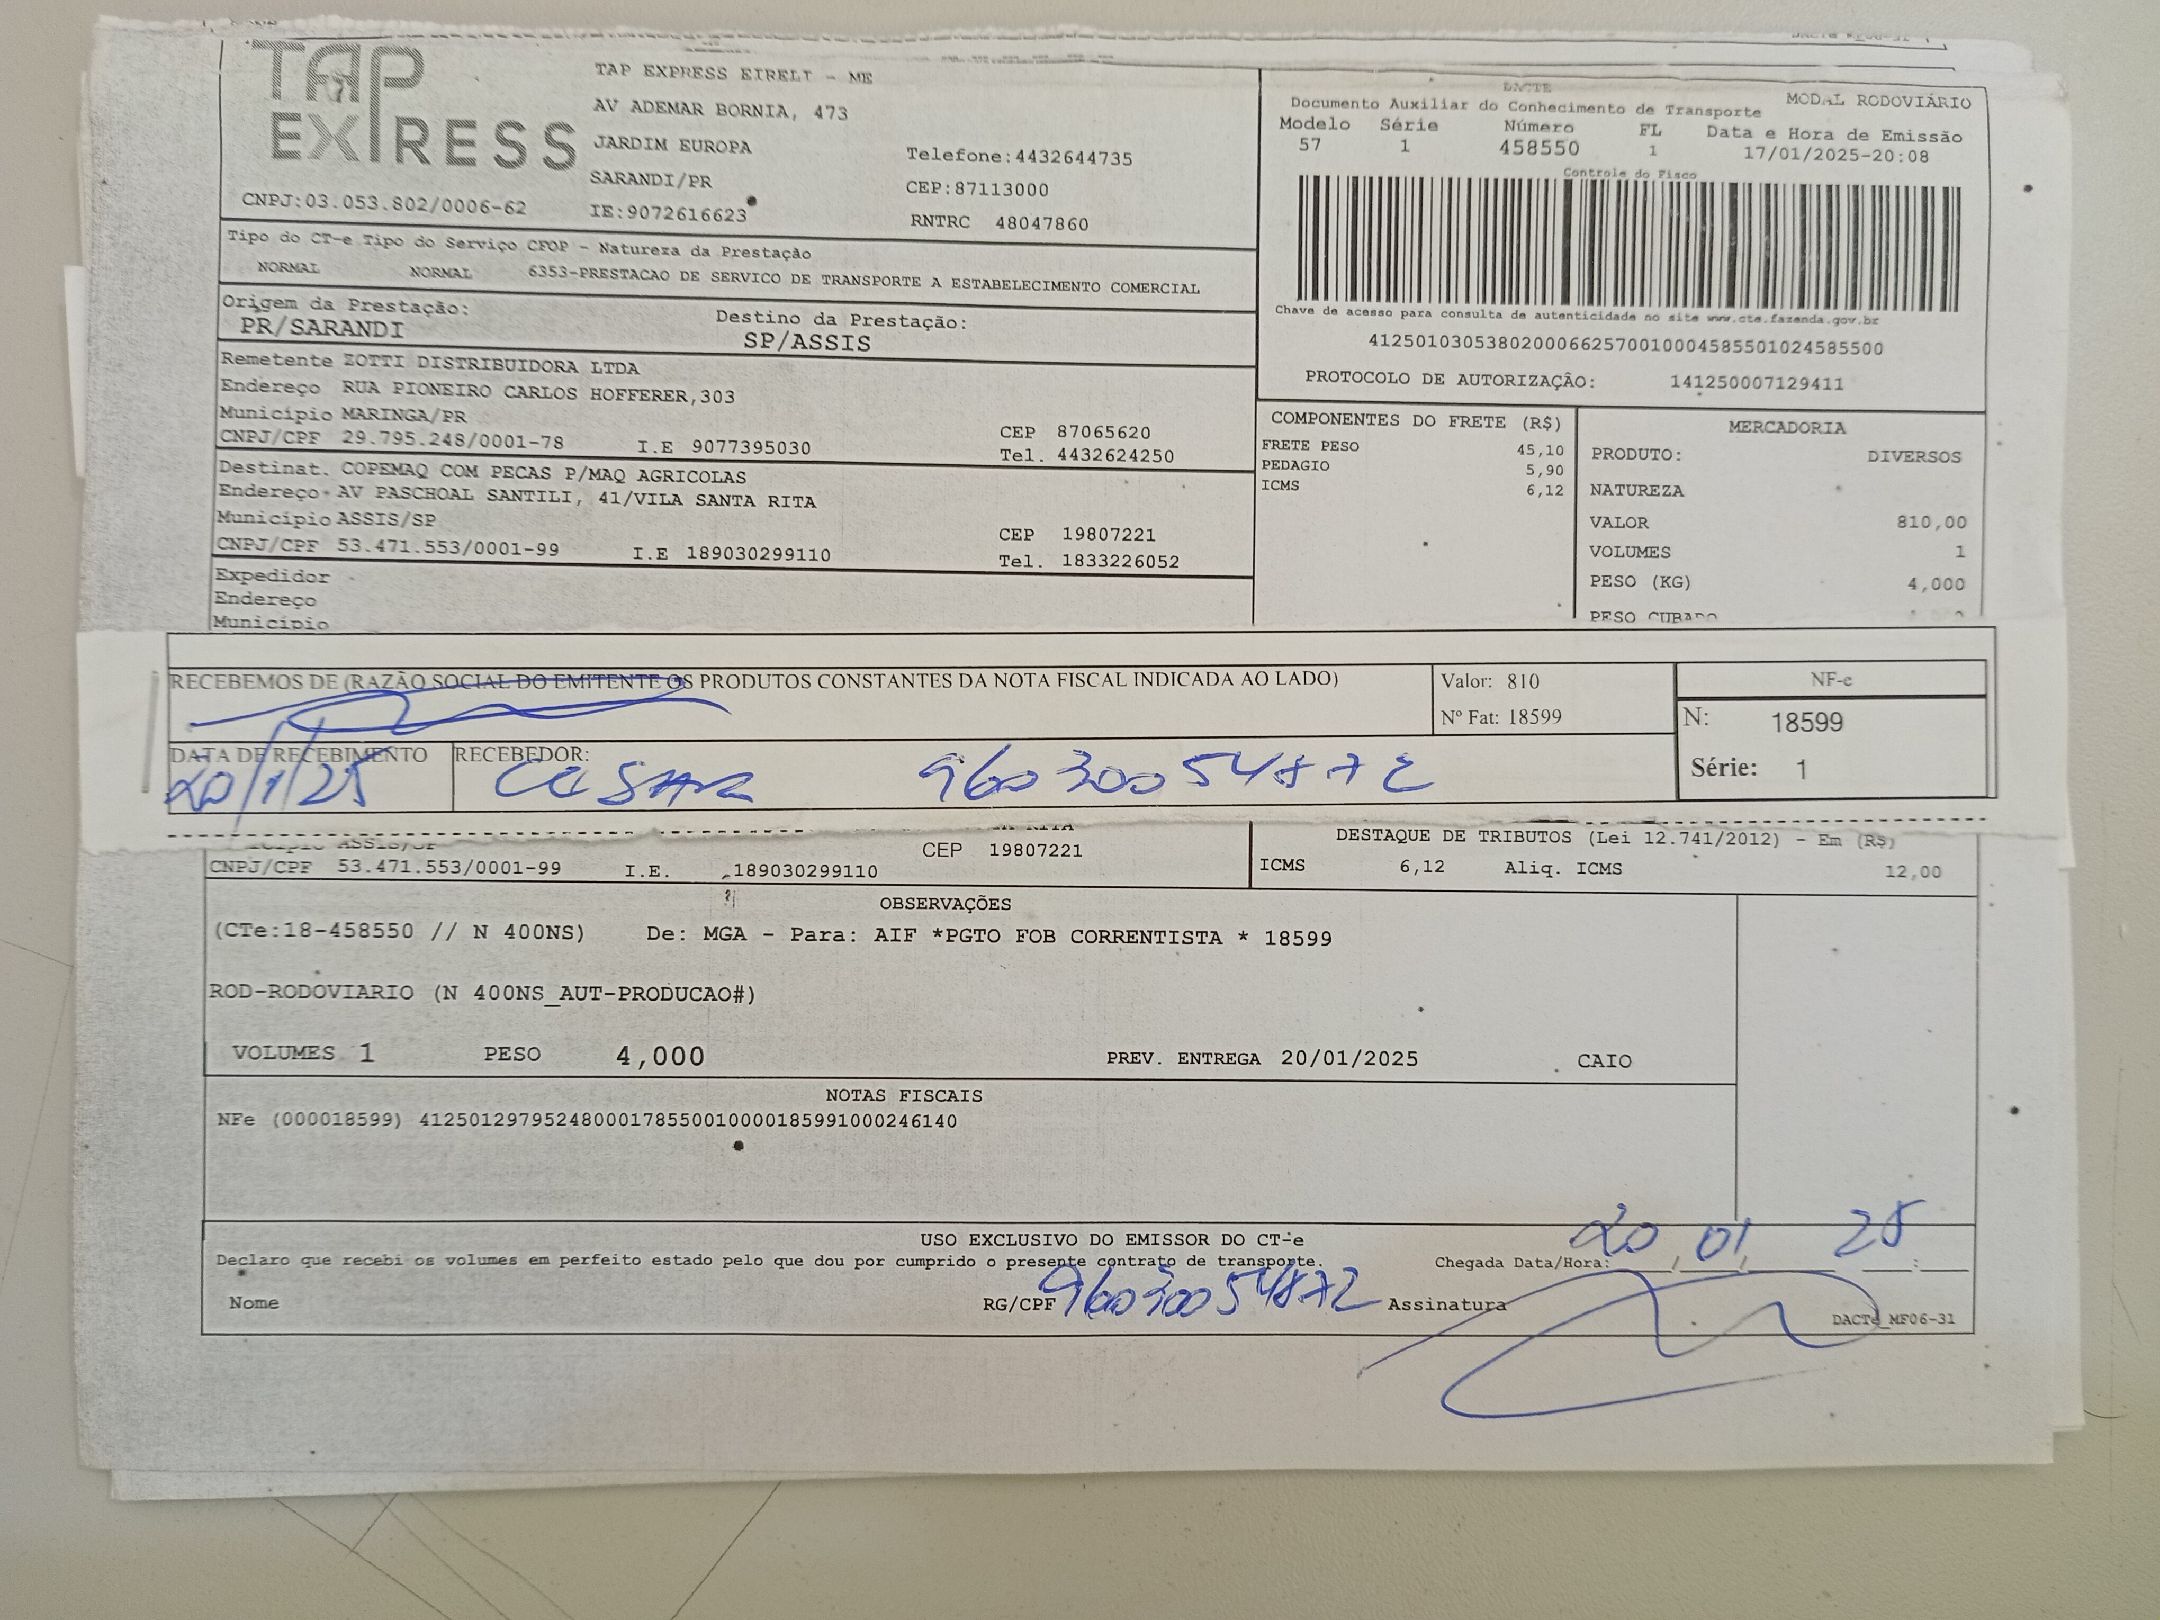 TAP EXPRESS
TAP EXPRESS EIRELI - ME
AV ADEMAR BORNIA, 473
JARDIM EUROPA
SARANDI/PR
CNPJ:03.053.802/0006-62
IE:9072616623
Telefone:4432644735
CEP:87113000
RNTRC 48047860
DACTE
Documento Auxiliar do Conhecimento de Transporte
MODAL RODOVIÁRIO
Modelo Série Número FL Data e Hora de Emissão
57 1 458550 1 17/01/2025-20:08
Controle do Fisco
Chave de acesso para consulta de autenticidade no site www.cte.fazenda.gov.br
41250103053802000662570010004585501024585500
PROTOCOLO DE AUTORIZAÇÃO: 141250007129411
Tipo do CT-e Tipo do Serviço CFOP - Natureza da Prestação
NORMAL NORMAL 6353-PRESTACAO DE SERVICO DE TRANSPORTE A ESTABELECIMENTO COMERCIAL
Origem da Prestação: Destino da Prestação:
PR/SARANDI SP/ASSIS
Remetente ZOTTI DISTRIBUIDORA LTDA
Endereço RUA PIONEIRO CARLOS HOFFERER,303
Município MARINGA/PR CEP 87065620
CNPJ/CPF 29.795.248/0001-78 I.E 9077395030 Tel. 4432624250
Destinat. COPEMAQ COM PECAS P/MAQ AGRICOLAS
Endereço AV PASCHOAL SANTILI, 41/VILA SANTA RITA
Município ASSIS/SP CEP 19807221
CNPJ/CPF 53.471.553/0001-99 I.E 189030299110 Tel. 1833226052
Expedidor
Endereço
Município
COMPONENTES DO FRETE (R$)
FRETE PESO 45,10
PEDAGIO 5,90
ICMS 6,12
MERCADORIA
PRODUTO: DIVERSOS
NATUREZA
VALOR 810,00
VOLUMES 1
PESO (KG) 4,000
PESO CUBADO
RECEBEMOS DE (RAZÃO SOCIAL DO EMITENTE OS PRODUTOS CONSTANTES DA NOTA FISCAL INDICADA AO LADO)
Valor: 810
Nº Fat: 18599
NF-e
N: 18599
Série: 1
DATA DE RECEBIMENTO RECEBEDOR:
20/1/25 CESAR 96030054872
Município ASSIS/SP
CEP 19807221
CNPJ/CPF 53.471.553/0001-99 I.E. 189030299110
DESTAQUE DE TRIBUTOS (Lei 12.741/2012) - Em (R$)
ICMS 6,12 Aliq. ICMS 12,00
OBSERVAÇÕES
(CTe:18-458550 // N 400NS) De: MGA - Para: AIF *PGTO FOB CORRENTISTA * 18599
ROD-RODOVIARIO (N 400NS_AUT-PRODUCAO#)
VOLUMES 1 PESO 4,000 PREV. ENTREGA 20/01/2025 CAIO
NOTAS FISCAIS
NFe (000018599) 41250129795248000178550010000185991000246140
USO EXCLUSIVO DO EMISSOR DO CT-e
Declaro que recebi os volumes em perfeito estado pelo que dou por cumprido o presente contrato de transporte.
Chegada Data/Hora: 20/01/25
Nome RG/CPF 96030054872 Assinatura
DACTe_MF06-31